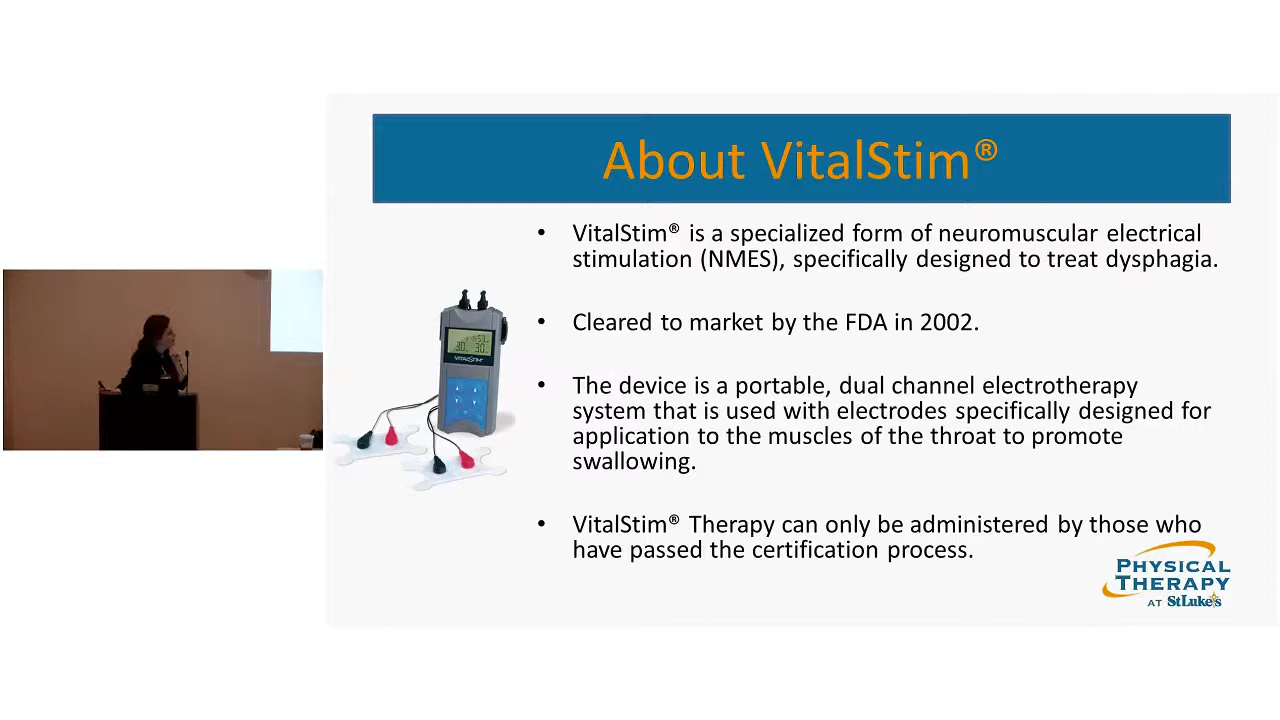 About VitalStim®
• VitalStim® is a specialized form of neuromuscular electrical
stimulation (NMES), specifically designed to treat dysphagia.
• Cleared to market by the FDA in 2002.
• The device is a portable, dual channel electrotherapy
system that is used with electrodes specifically designed for
application to the muscles of the throat to promote
swallowing.
• VitalStim® Therapy can only be administered by those who
have passed the certification process.
VITALSTIM
PHYSICAL
THERAPY
AT StLuke's